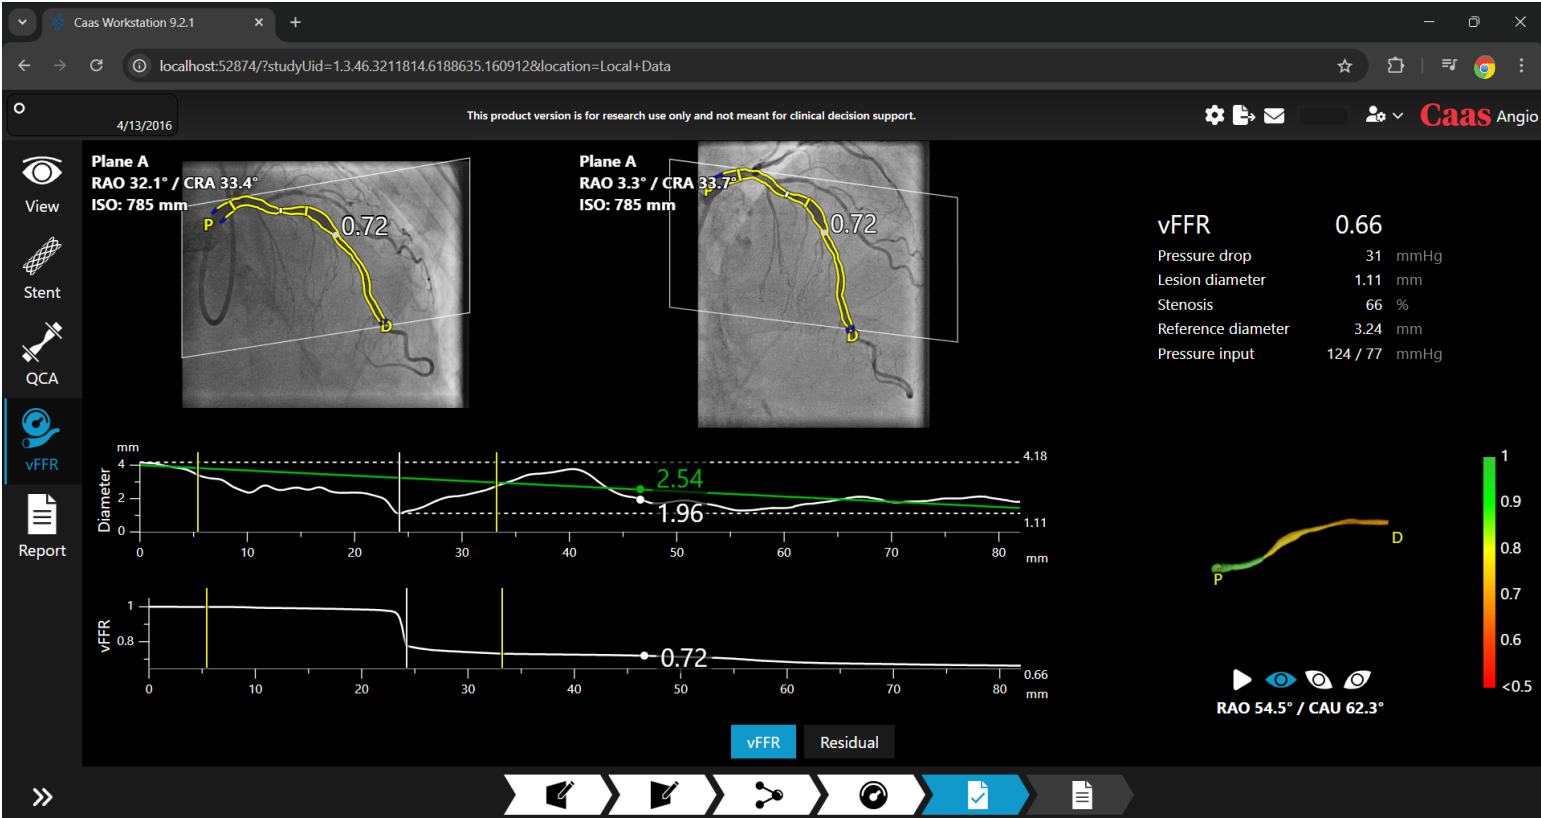 Caas Workstation 9.2.1
localhost:52874/?studyUid=1.3.46.3211814.6188635.160912&location=Local+Data
4/13/2016
This product version is for research use only and not meant for clinical decision support.
Caas Angio
View
Stent
QCA
vFFR
Report
Plane A
RAO 32.1° / CRA 33.4°
ISO: 785 mm
P
0.72
D
Plane A
RAO 3.3° / CRA 33.7°
ISO: 785 mm
P
0.72
D
vFFR 0.66
Pressure drop 31 mmHg
Lesion diameter 1.11 mm
Stenosis 66 %
Reference diameter 3.24 mm
Pressure input 124 / 77 mmHg
mm
Diameter
4
2
0
4.18
2.54
1.96
1.11
0 10 20 30 40 50 60 70 80 mm
vFFR
1
0.8
0.72
0.66
0 10 20 30 40 50 60 70 80 mm
P
D
1
0.9
0.8
0.7
0.6
<0.5
RAO 54.5° / CAU 62.3°
vFFR Residual